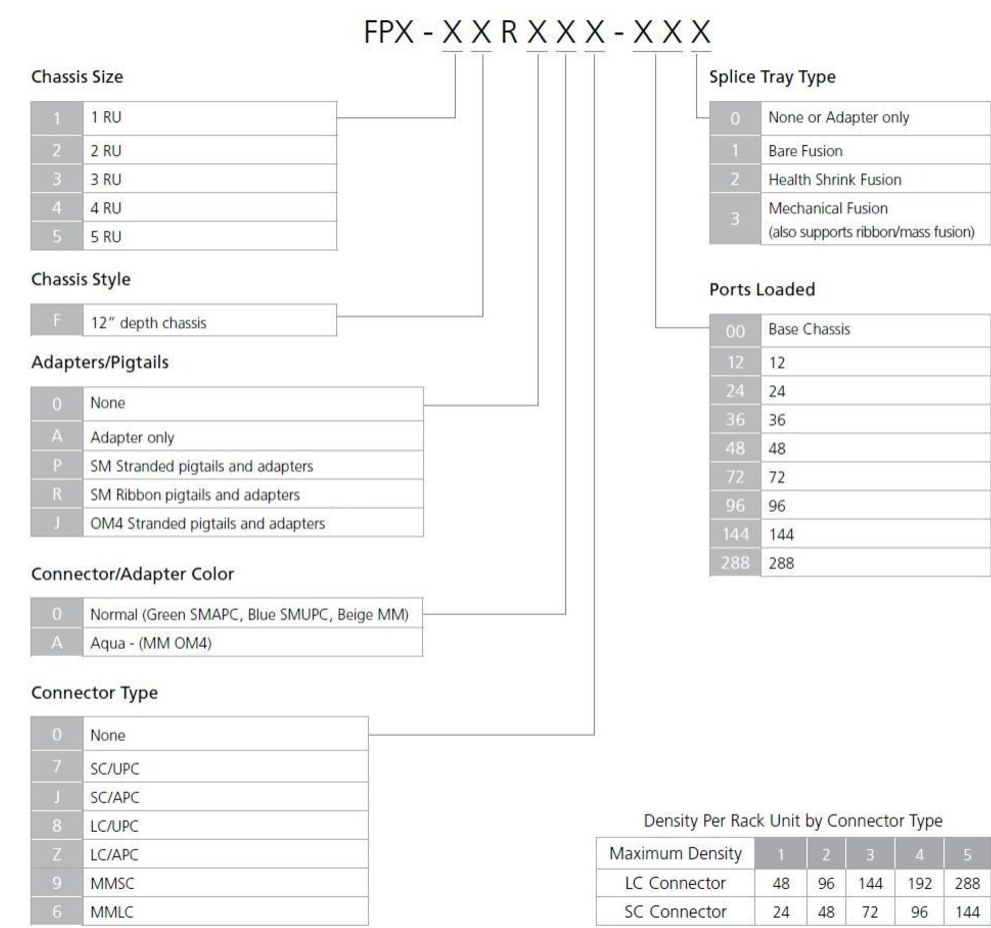 FPX - X X R X X X - X X X
Chassis Size
1 1 RU
2 2 RU
3 3 RU
4 4 RU
5 5 RU
Chassis Style
F 12” depth chassis
Adapters/Pigtails
0 None
A Adapter only
P SM Stranded pigtails and adapters
R SM Ribbon pigtails and adapters
J OM4 Stranded pigtails and adapters
Connector/Adapter Color
0 Normal (Green SMAPC, Blue SMUPC, Beige MM)
A Aqua - (MM OM4)
Connector Type
0 None
7 SC/UPC
J SC/APC
8 LC/UPC
Z LC/APC
9 MMSC
6 MMLC
Splice Tray Type
0 None or Adapter only
1 Bare Fusion
2 Health Shrink Fusion
3 Mechanical Fusion
(also supports ribbon/mass fusion)
Ports Loaded
00 Base Chassis
12 12
24 24
36 36
48 48
72 72
96 96
144 144
288 288
Density Per Rack Unit by Connector Type
Maximum Density 1 2 3 4 5
LC Connector 48 96 144 192 288
SC Connector 24 48 72 96 144